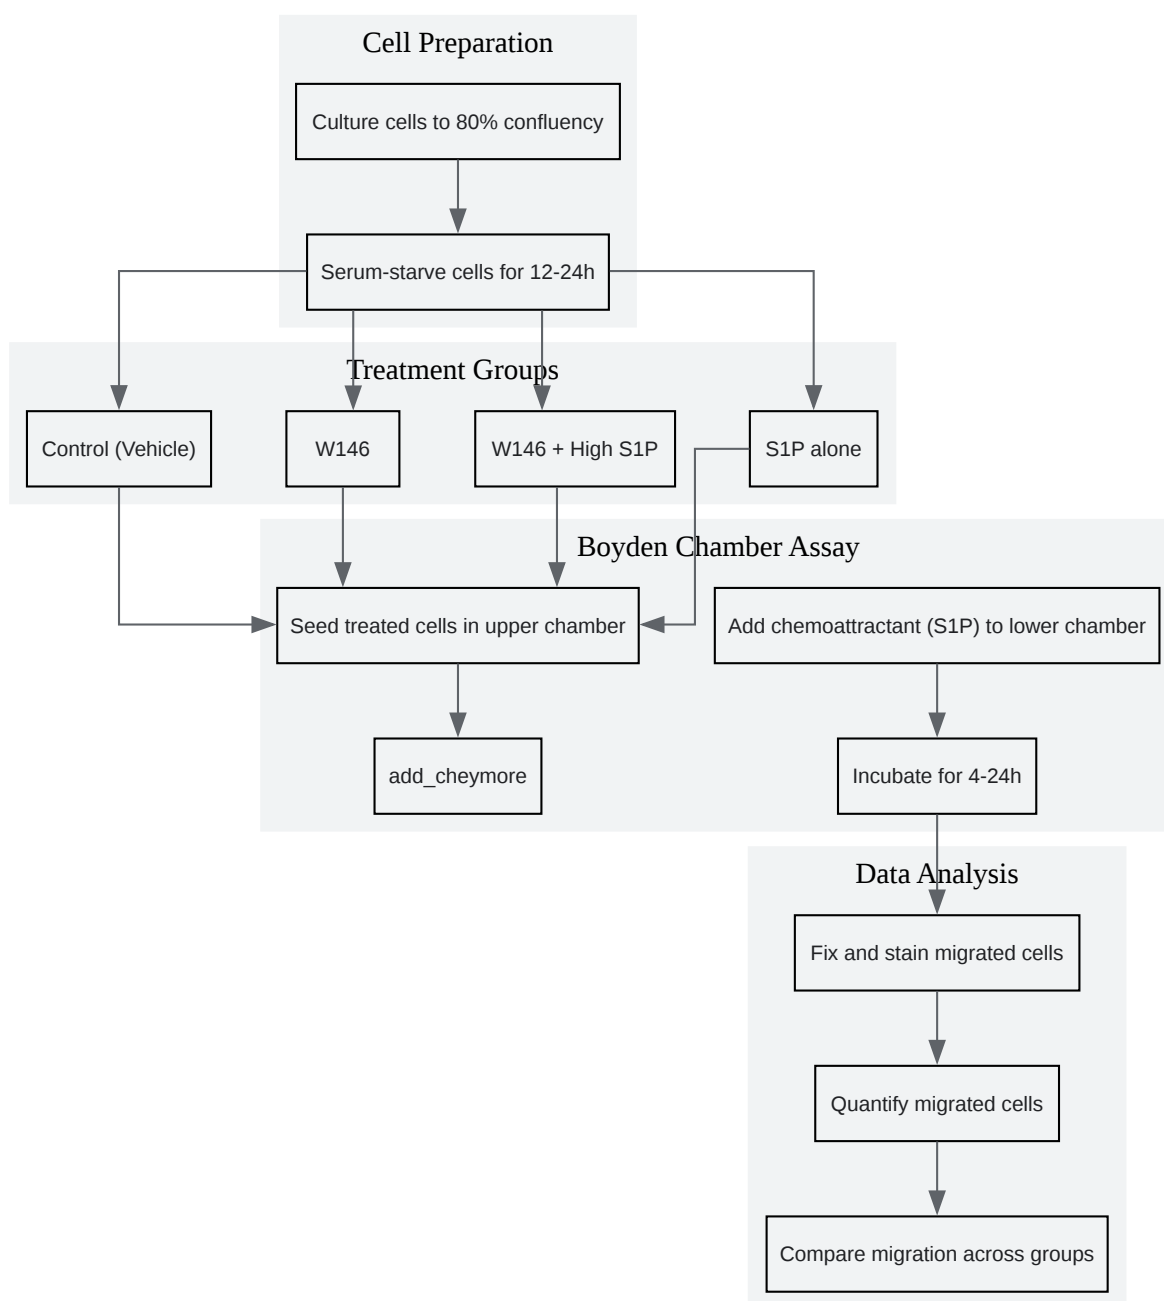 Cell Preparation
Culture cells to 80% confluency
Serum-starve cells for 12-24h
Treatment Groups
Control (Vehicle)
W146
W146 + High S1P
S1P alone
Boyden Chamber Assay
Seed treated cells in upper chamber
Add chemoattractant (S1P) to lower chamber
add_cheymore
Incubate for 4-24h
Data Analysis
Fix and stain migrated cells
Quantify migrated cells
Compare migration across groups